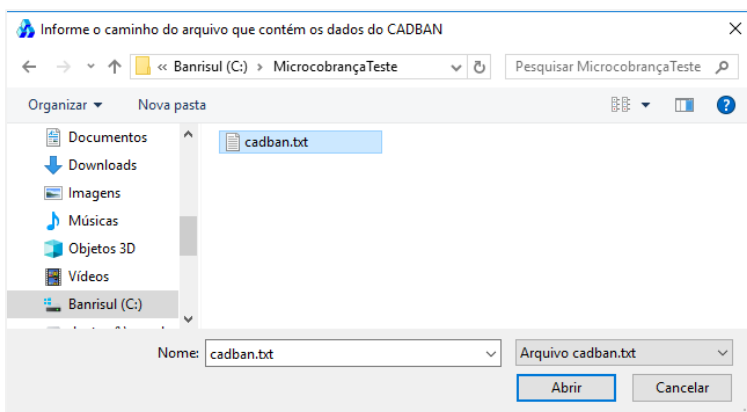 Informe o caminho do arquivo que contém os dados do CADBAN
« Banrisul (C:) › MicrocobrançaTeste
Pesquisar MicrocobrançaTeste
Organizar
Nova pasta
Documentos
Downloads
Imagens
Músicas
Objetos 3D
Vídeos
Banrisul (C:)
cadban.txt
Nome: cadban.txt
Arquivo cadban.txt
Abrir
Cancelar